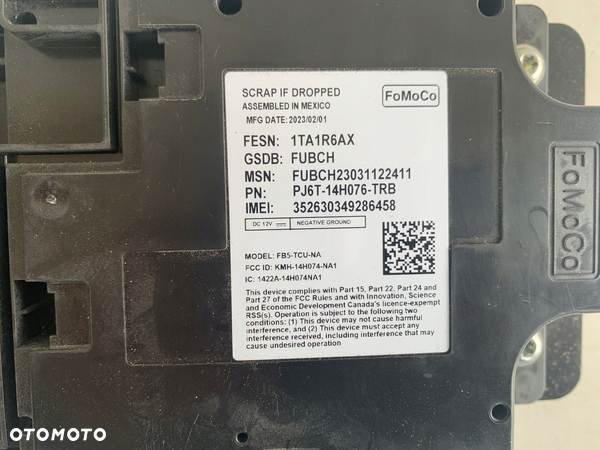 SCRAP IF DROPPED
ASSEMBLED IN MEXICO
MFG DATE: 2023/02/01
FoMoCo
FESN: 1TA1R6AX
GSDB: FUBCH
MSN: FUBCH23031122411
PN: PJ6T-14H076-TRB
IMEI: 352630349286458
DC 12V NEGATIVE GROUND
MODEL: FB5-TCU-NA
FCC ID: KMH-14H074-NA1
IC: 1422A-14H074NA1
This device complies with Part 15, Part 22, Part 24 and
Part 27 of the FCC Rules and with Innovation, Science
and Economic Development Canada's licence-exempt
RSS(s). Operation is subject to the following two
conditions: (1) This device may not cause harmful
interference, and (2) This device must accept any
interference received, including interference that may
cause undesired operation
FoMoCo
OTOMOTO